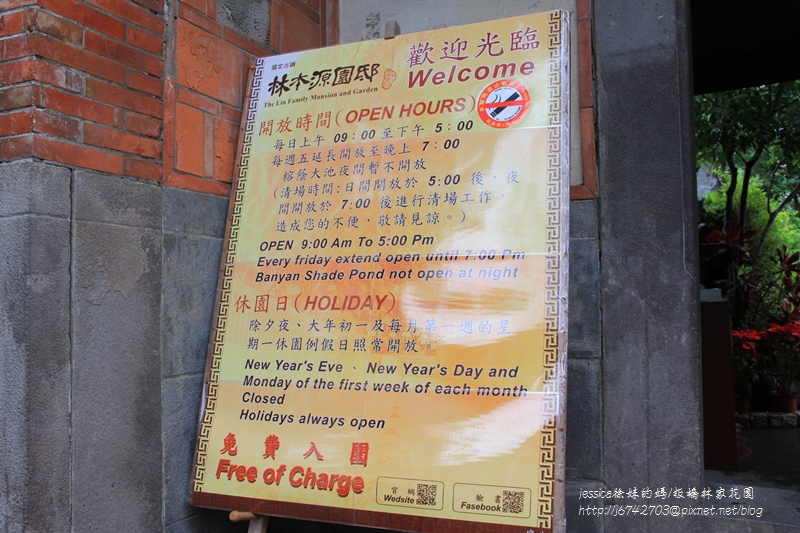 國定古蹟
林本源園邸
The Lin Family Mansion and Garden
歡迎光臨
Welcome
開放時間(OPEN HOURS)
每日上午 09:00 至下午 5:00
每週五延長開放至晚上 7:00
榕蔭大池夜間暫不開放
(清場時間:日間開放於 5:00 後,夜
間開放於 7:00 後進行清場工作,
造成您的不便,敬請見諒。)
OPEN 9:00 Am To 5:00 Pm
Every friday extend open until 7:00 Pm
Banyan Shade Pond not open at night
休園日(HOLIDAY)
除夕夜、大年初一及每月第一週的星
期一休園例假日照常開放。
New Year's Eve、New Year's Day and
Monday of the first week of each month
Closed
Holidays always open
免費入園
Free of Charge
官網
Wedsite
臉書
Fasebook
jessica徐妹的媽/板橋林家花園
http://j6742703@pixnet.net/blog